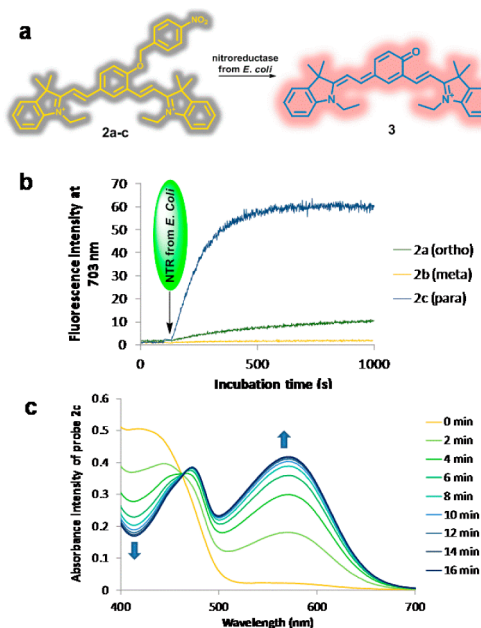 a
NO₂
O
N⁺
N⁺
2a-c
nitroreductase
from E. coli
O
N
N⁺
3
b
Fluorescence Intensity at
703 nm
70
60
50
40
30
20
10
0
NTR from E. Coli
0
500
1000
Incubation time (s)
2a (ortho)
2b (meta)
2c (para)
c
Absorbance Intensity of probe 2c
0.6
0.5
0.4
0.3
0.2
0.1
0
400
500
600
700
Wavelength (nm)
0 min
2 min
4 min
6 min
8 min
10 min
12 min
14 min
16 min